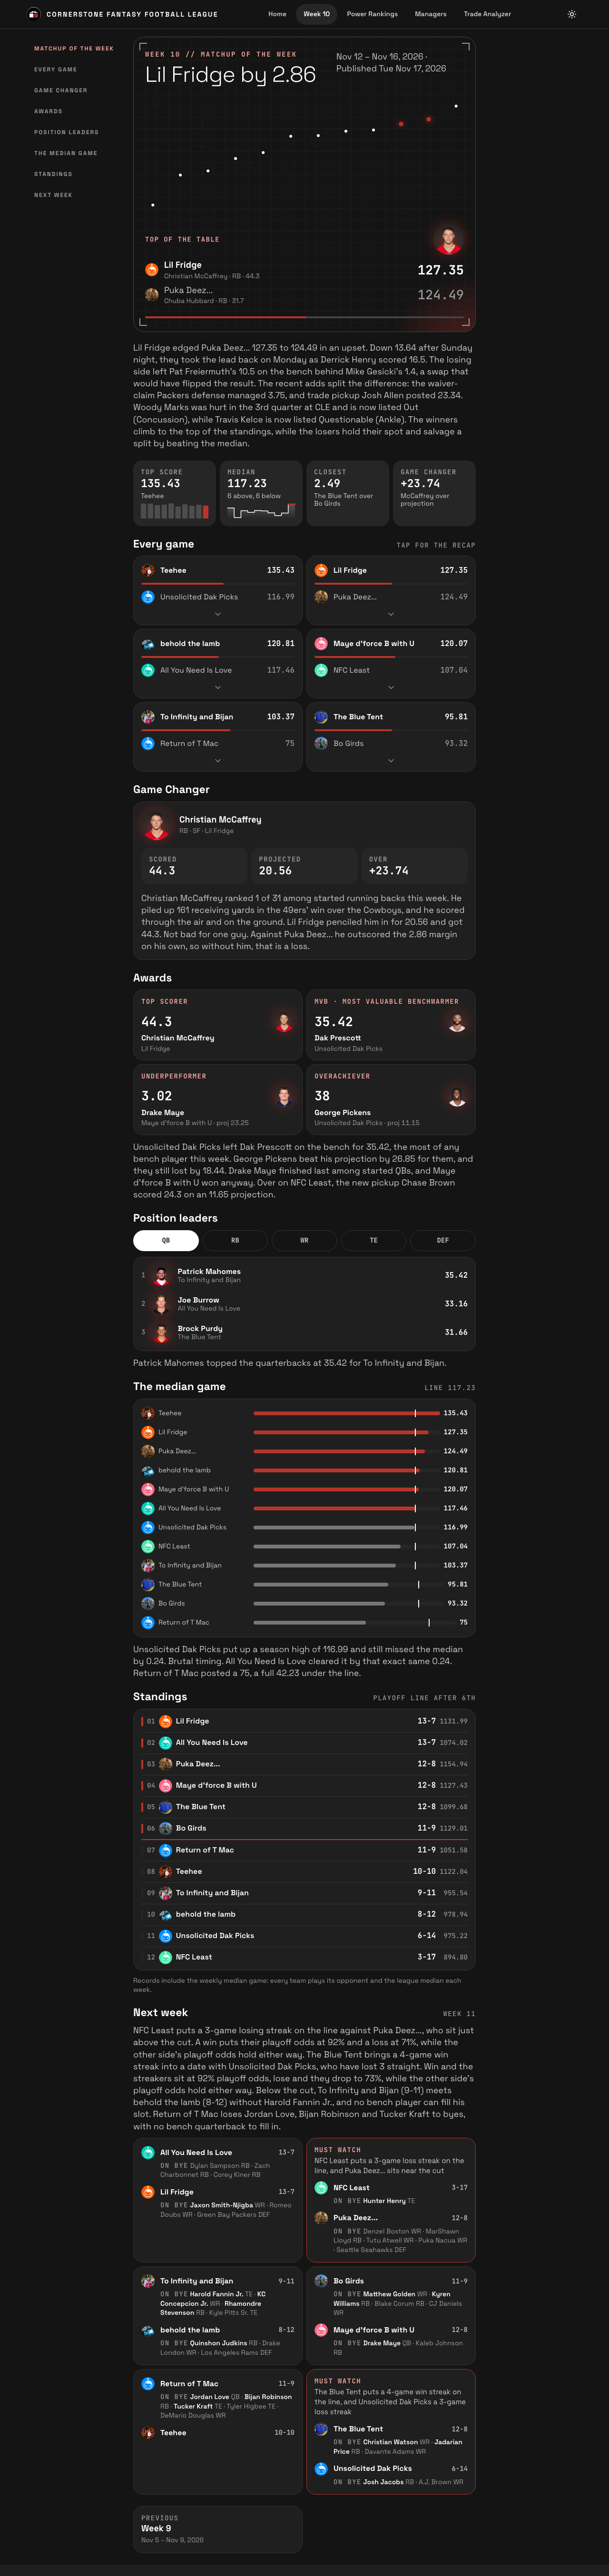 CORNERSTONE FANTASY FOOTBALL LEAGUE
Home
Week 10
Power Rankings
Managers
Trade Analyzer
MATCHUP OF THE WEEK
EVERY GAME
GAME CHANGER
AWARDS
POSITION LEADERS
THE MEDIAN GAME
STANDINGS
NEXT WEEK
WEEK 10 // MATCHUP OF THE WEEK
Lil Fridge by 2.86
Nov 12 – Nov 16, 2026 ·
Published Tue Nov 17, 2026
TOP OF THE TABLE
Lil Fridge
Christian McCaffrey · RB · 44.3
127.35
Puka Deez...
Chuba Hubbard · RB · 31.7
124.49
Lil Fridge edged Puka Deez... 127.35 to 124.49 in an upset. Down 13.64 after Sunday
night, they took the lead back on Monday as Derrick Henry scored 16.5. The losing
side left Pat Freiermuth's 10.5 on the bench behind Mike Gesicki's 1.4, a swap that
would have flipped the result. The recent adds split the difference: the waiver-
claim Packers defense managed 3.75, and trade pickup Josh Allen posted 23.34.
Woody Marks was hurt in the 3rd quarter at CLE and is now listed Out
(Concussion), while Travis Kelce is now listed Questionable (Ankle). The winners
climb to the top of the standings, while the losers hold their spot and salvage a
split by beating the median.
TOP SCORE
135.43
Teehee
MEDIAN
117.23
6 above, 6 below
CLOSEST
2.49
The Blue Tent over
Bo Girds
GAME CHANGER
+23.74
McCaffrey over
projection
Every game
TAP FOR THE RECAP
Teehee 135.43
Unsolicited Dak Picks 116.99
Lil Fridge 127.35
Puka Deez... 124.49
behold the lamb 120.81
All You Need Is Love 117.46
Maye d'force B with U 120.07
NFC Least 107.04
To Infinity and Bijan 103.37
Return of T Mac 75
The Blue Tent 95.81
Bo Girds 93.32
Game Changer
Christian McCaffrey
RB · SF · Lil Fridge
SCORED
44.3
PROJECTED
20.56
OVER
+23.74
Christian McCaffrey ranked 1 of 31 among started running backs this week. He
piled up 161 receiving yards in the 49ers' win over the Cowboys, and he scored
through the air and on the ground. Lil Fridge penciled him in for 20.56 and got
44.3. Not bad for one guy. Against Puka Deez... he outscored the 2.86 margin
on his own, so without him, that is a loss.
Awards
TOP SCORER
44.3
Christian McCaffrey
Lil Fridge
MVB · MOST VALUABLE BENCHWARMER
35.42
Dak Prescott
Unsolicited Dak Picks
UNDERPERFORMER
3.02
Drake Maye
Maye d'force B with U · proj 23.25
OVERACHIEVER
38
George Pickens
Unsolicited Dak Picks · proj 11.15
Unsolicited Dak Picks left Dak Prescott on the bench for 35.42, the most of any
bench player this week. George Pickens beat his projection by 26.85 for them, and
they still lost by 18.44. Drake Maye finished last among started QBs, and Maye
d'force B with U won anyway. Over on NFC Least, the new pickup Chase Brown
scored 24.3 on an 11.65 projection.
Position leaders
QB
RB
WR
TE
DEF
1
Patrick Mahomes
To Infinity and Bijan
35.42
2
Joe Burrow
All You Need Is Love
33.16
3
Brock Purdy
The Blue Tent
31.66
Patrick Mahomes topped the quarterbacks at 35.42 for To Infinity and Bijan.
The median game
LINE 117.23
Teehee 135.43
Lil Fridge 127.35
Puka Deez... 124.49
behold the lamb 120.81
Maye d'force B with U 120.07
All You Need Is Love 117.46
Unsolicited Dak Picks 116.99
NFC Least 107.04
To Infinity and Bijan 103.37
The Blue Tent 95.81
Bo Girds 93.32
Return of T Mac 75
Unsolicited Dak Picks put up a season high of 116.99 and still missed the median
by 0.24. Brutal timing. All You Need Is Love cleared it by that exact same 0.24.
Return of T Mac posted a 75, a full 42.23 under the line.
Standings
PLAYOFF LINE AFTER 6TH
01 Lil Fridge 13-7 1131.99
02 All You Need Is Love 13-7 1074.02
03 Puka Deez... 12-8 1154.94
04 Maye d'force B with U 12-8 1127.43
05 The Blue Tent 12-8 1099.68
06 Bo Girds 11-9 1129.01
07 Return of T Mac 11-9 1051.58
08 Teehee 10-10 1122.04
09 To Infinity and Bijan 9-11 955.54
10 behold the lamb 8-12 978.94
11 Unsolicited Dak Picks 6-14 975.22
12 NFC Least 3-17 894.80
Records include the weekly median game: every team plays its opponent and the league median each
week.
Next week
WEEK 11
NFC Least puts a 3-game losing streak on the line against Puka Deez..., who sit just
above the cut. A win puts their playoff odds at 92% and a loss at 71%, while the
other side's playoff odds hold either way. The Blue Tent brings a 4-game win
streak into a date with Unsolicited Dak Picks, who have lost 3 straight. Win and the
streakers sit at 92% playoff odds, lose and they drop to 73%, while the other side's
playoff odds hold either way. Below the cut, To Infinity and Bijan (9-11) meets
behold the lamb (8-12) without Harold Fannin Jr., and no bench player can fill his
slot. Return of T Mac loses Jordan Love, Bijan Robinson and Tucker Kraft to byes,
with no bench quarterback to fill in.
All You Need Is Love 13-7
ON BYE Dylan Sampson RB · Zach
Charbonnet RB · Corey Kiner RB
Lil Fridge 13-7
ON BYE Jaxon Smith-Njigba WR · Romeo
Doubs WR · Green Bay Packers DEF
MUST WATCH
NFC Least puts a 3-game loss streak on the
line, and Puka Deez... sits near the cut
NFC Least 3-17
ON BYE Hunter Henry TE
Puka Deez... 12-8
ON BYE Denzel Boston WR · MarShawn
Lloyd RB · Tutu Atwell WR · Puka Nacua WR
· Seattle Seahawks DEF
To Infinity and Bijan 9-11
ON BYE Harold Fannin Jr. TE · KC
Concepcion Jr. WR · Rhamondre
Stevenson RB · Kyle Pitts Sr. TE
behold the lamb 8-12
ON BYE Quinshon Judkins RB · Drake
London WR · Los Angeles Rams DEF
Bo Girds 11-9
ON BYE Matthew Golden WR · Kyren
Williams RB · Blake Corum RB · CJ Daniels
WR
Maye d'force B with U 12-8
ON BYE Drake Maye QB · Kaleb Johnson
RB
Return of T Mac 11-9
ON BYE Jordan Love QB · Bijan Robinson
RB · Tucker Kraft TE · Tyler Higbee TE ·
DeMario Douglas WR
Teehee 10-10
MUST WATCH
The Blue Tent puts a 4-game win streak on
the line, and Unsolicited Dak Picks a 3-game
loss streak
The Blue Tent 12-8
ON BYE Christian Watson WR · Jadarian
Price RB · Davante Adams WR
Unsolicited Dak Picks 6-14
ON BYE Josh Jacobs RB · A.J. Brown WR
PREVIOUS
Week 9
Nov 5 – Nov 9, 2026